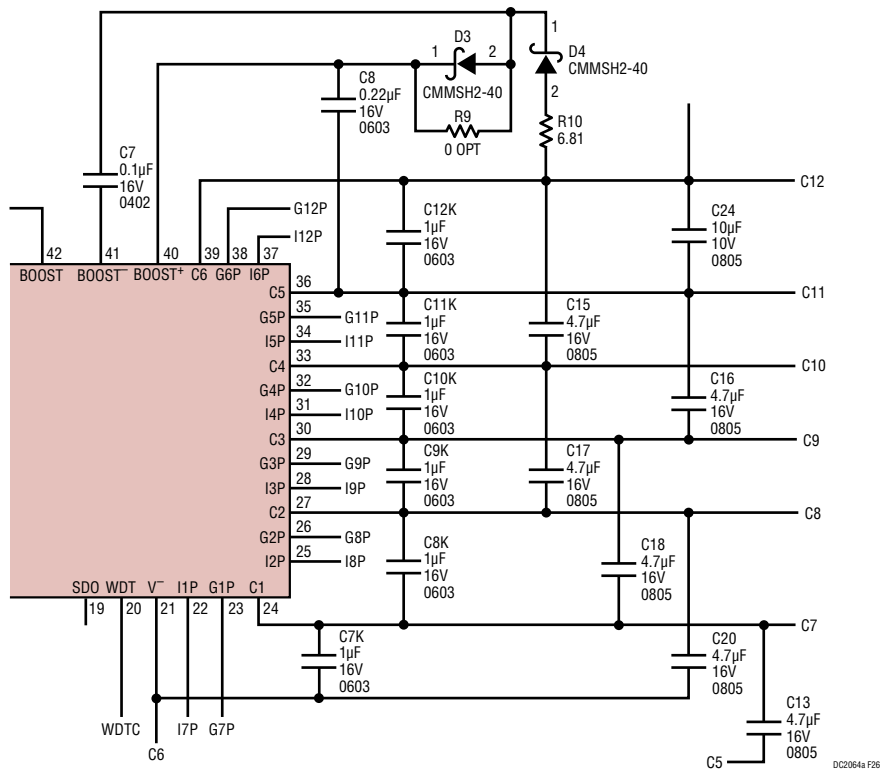 1
D4
CMMSH2-40
2
D3
1
2
CMMSH2-40
C8
0.22µF
16V
0603
R9
0 OPT
R10
6.81
C7
0.1µF
16V
0402
C12
G12P
I12P
C12K
1µF
16V
0603
C24
10µF
10V
0805
42
41
40
39
38
37
BOOST
BOOST⁻
BOOST⁺
C6
G6P
I6P
C5
36
C11
G5P
35
G11P
C11K
1µF
16V
0603
C15
4.7µF
16V
0805
I5P
34
I11P
C4
33
C10
G4P
32
G10P
C10K
1µF
16V
0603
C16
4.7µF
16V
0805
I4P
31
I10P
C3
30
C9
G3P
29
G9P
C9K
1µF
16V
0603
C17
4.7µF
16V
0805
I3P
28
I9P
C2
27
C8
G2P
26
G8P
C8K
1µF
16V
0603
C18
4.7µF
16V
0805
I2P
25
I8P
SDO
WDT
V⁻
I1P
G1P
C1
19
20
21
22
23
24
C7
C7K
1µF
16V
0603
C20
4.7µF
16V
0805
C13
4.7µF
16V
0805
WDTC
I7P
G7P
C6
C5
DC2064a F26